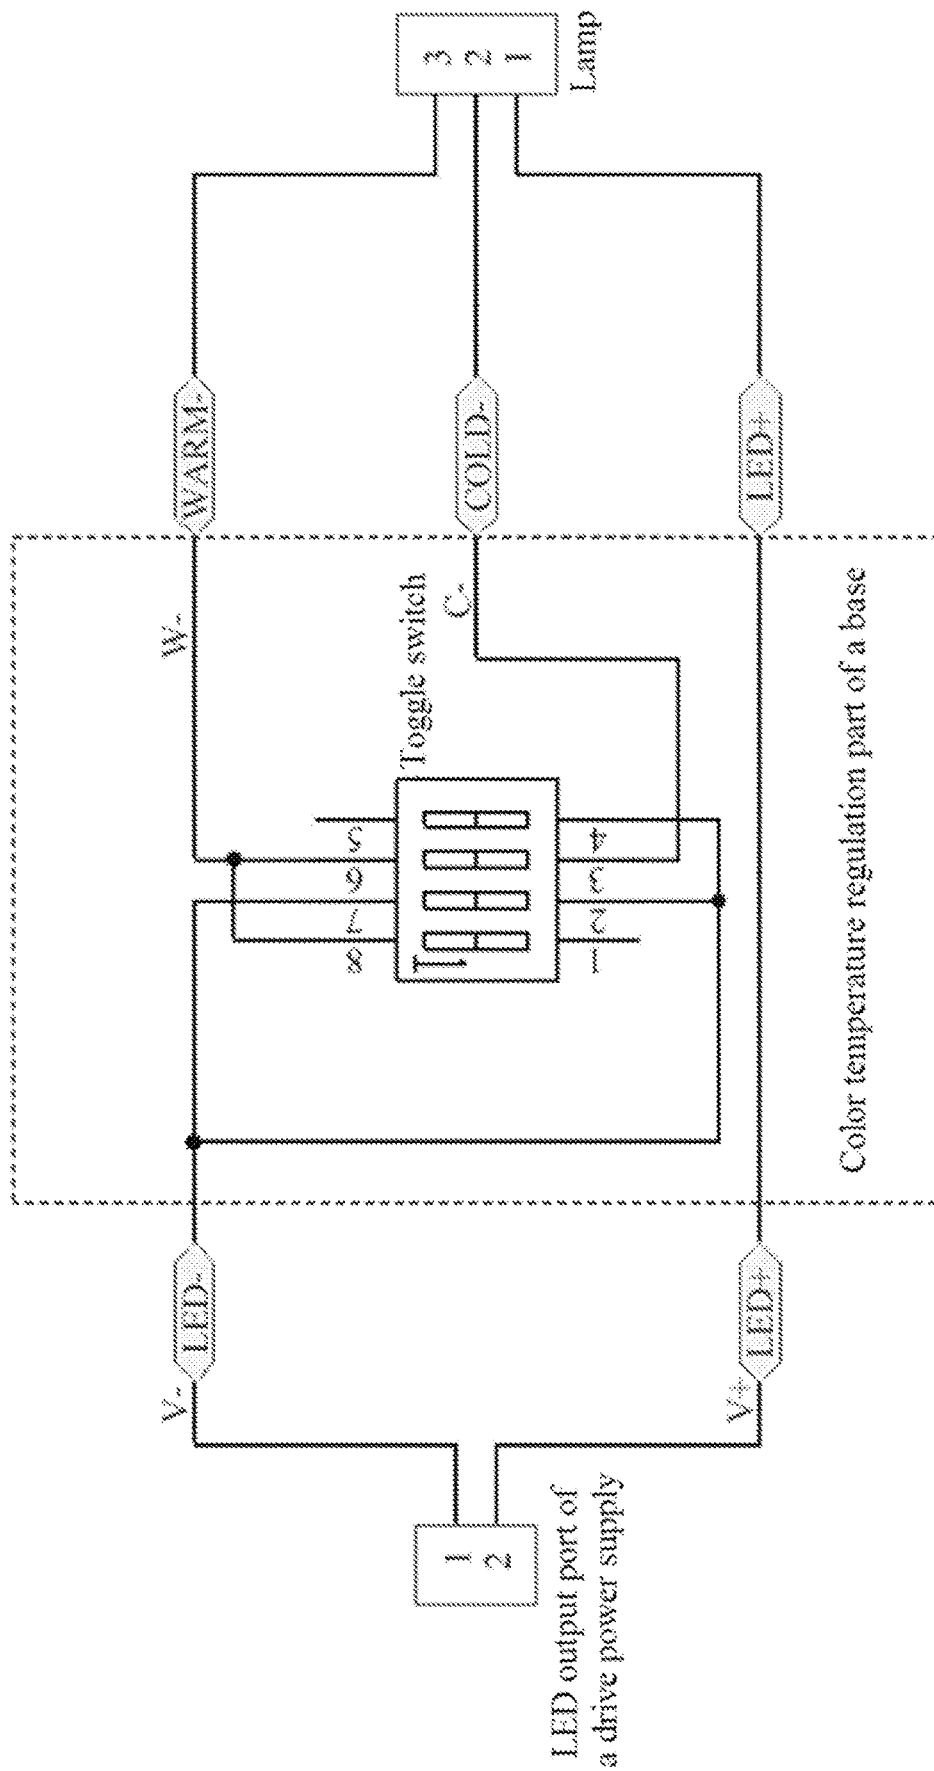 LED output port of
a drive power supply
1
2
V-
V+
LED-
LED+
Toggle switch
8
7
6
5
1
2
3
4
W-
C-
Color temperature regulation part of a base
WARM-
COLD-
LED+
3
2
1
Lamp